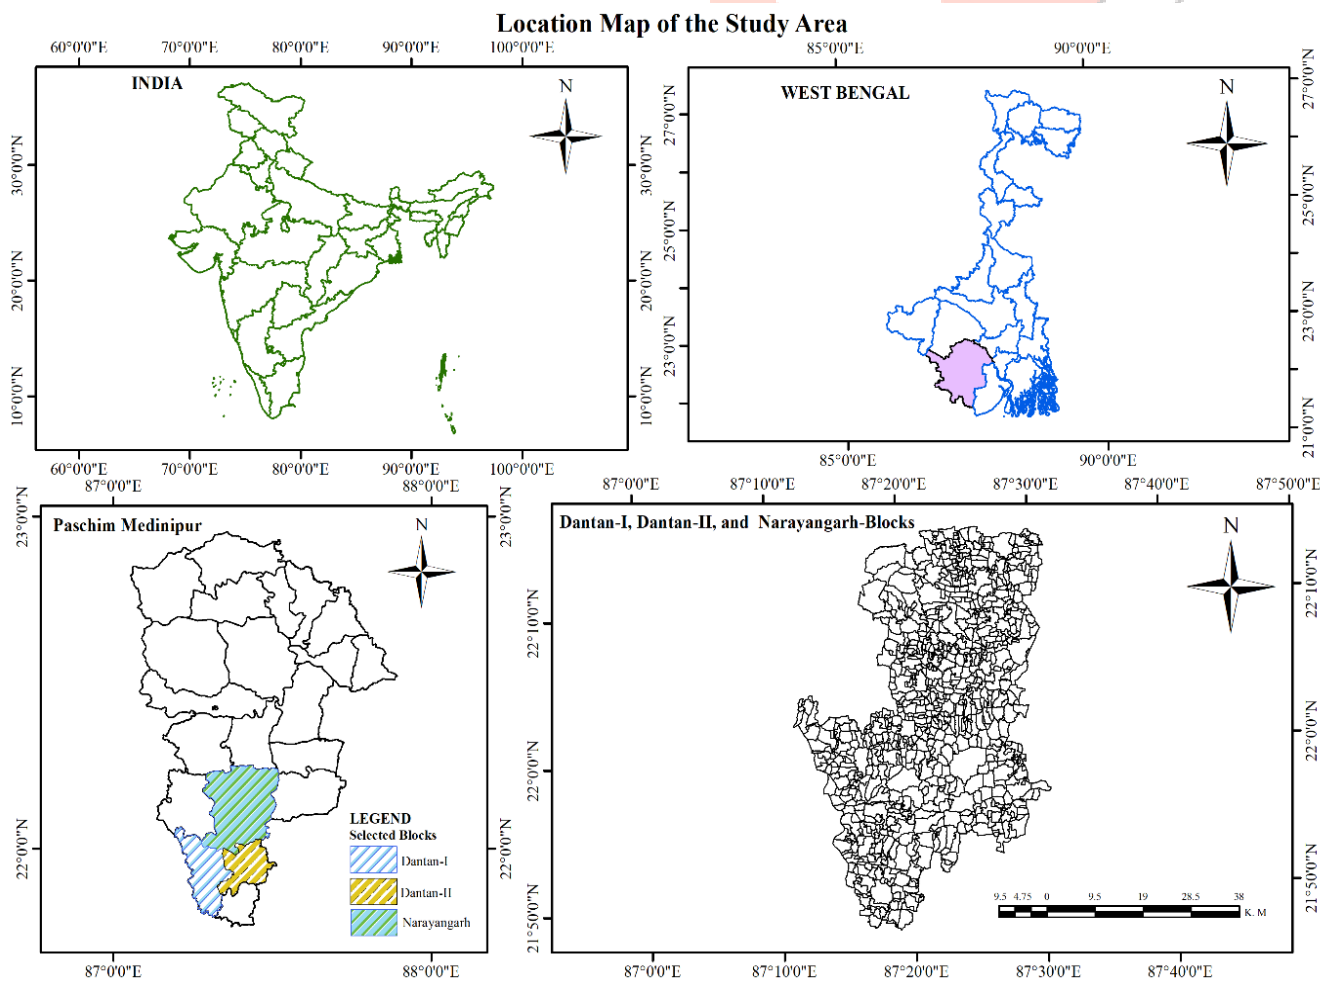 Location Map of the Study Area
60°0'0"E 70°0'0"E 80°0'0"E 90°0'0"E 100°0'0"E
INDIA
N
30°0'0"N
20°0'0"N
10°0'0"N
30°0'0"N
20°0'0"N
10°0'0"N
60°0'0"E 70°0'0"E 80°0'0"E 90°0'0"E 100°0'0"E
85°0'0"E 90°0'0"E
WEST BENGAL
N
27°0'0"N
25°0'0"N
23°0'0"N
27°0'0"N
25°0'0"N
23°0'0"N
21°0'0"N
85°0'0"E 90°0'0"E
87°0'0"E 88°0'0"E
Paschim Medinipur
N
23°0'0"N
22°0'0"N
23°0'0"N
22°0'0"N
LEGEND
Selected Blocks
Dantan-I
Dantan-II
Narayangarh
87°0'0"E 88°0'0"E
87°0'0"E 87°10'0"E 87°20'0"E 87°30'0"E 87°40'0"E 87°50'0"E
Dantan-I, Dantan-II, and Narayangarh-Blocks
N
22°10'0"N
22°0'0"N
21°50'0"N
22°10'0"N
22°0'0"N
21°50'0"N
9.5 4.75 0 9.5 19 28.5 38
K. M
87°0'0"E 87°10'0"E 87°20'0"E 87°30'0"E 87°40'0"E